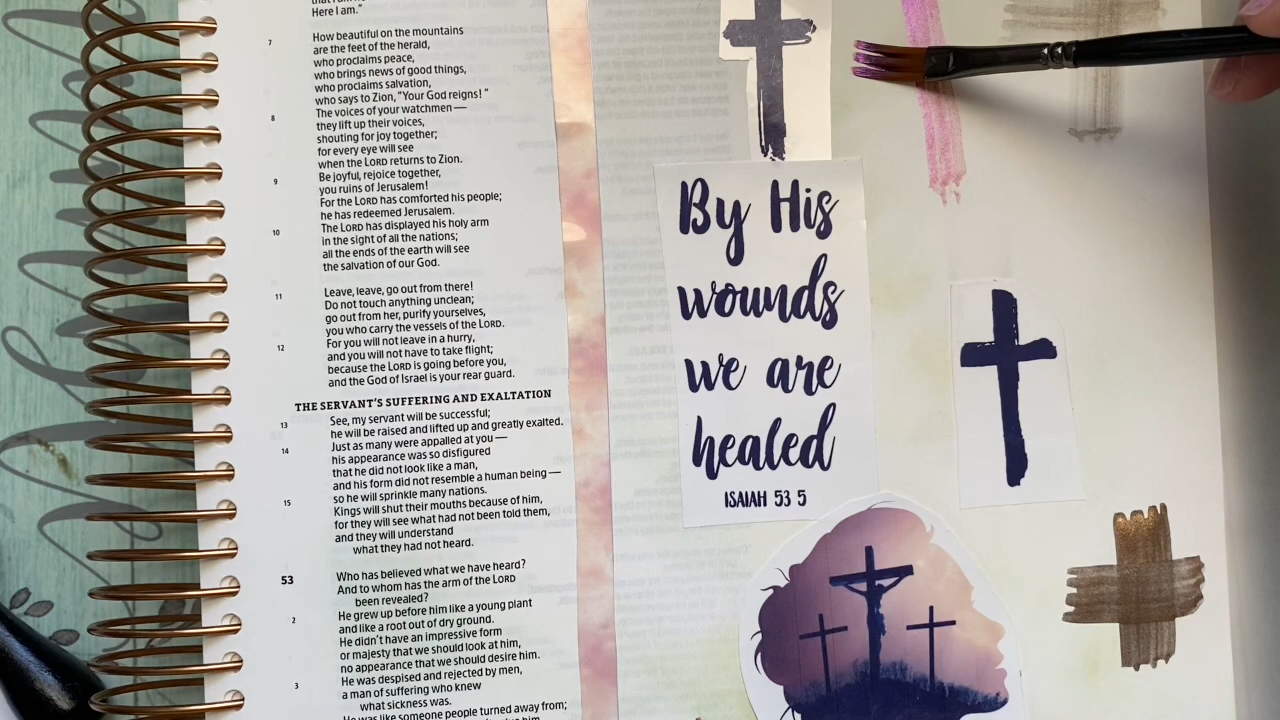 Here I am."
7 How beautiful on the mountains
are the feet of the herald,
who proclaims peace,
who brings news of good things,
who proclaims salvation,
who says to Zion, "Your God reigns! "
8 The voices of your watchmen —
they lift up their voices,
shouting for joy together;
for every eye will see
when the LORD returns to Zion.
9 Be joyful, rejoice together,
you ruins of Jerusalem!
For the LORD has comforted his people;
he has redeemed Jerusalem.
10 The LORD has displayed his holy arm
in the sight of all the nations;
all the ends of the earth will see
the salvation of our God.
11 Leave, leave, go out from there!
Do not touch anything unclean;
go out from her, purify yourselves,
you who carry the vessels of the LORD.
12 For you will not leave in a hurry,
and you will not have to take flight;
because the LORD is going before you,
and the God of Israel is your rear guard.
THE SERVANT'S SUFFERING AND EXALTATION
13 See, my servant will be successful;
he will be raised and lifted up and greatly exalted.
14 Just as many were appalled at you —
his appearance was so disfigured
that he did not look like a man,
and his form did not resemble a human being —
15 so he will sprinkle many nations.
Kings will shut their mouths because of him,
for they will see what had not been told them,
and they will understand
what they had not heard.
53 Who has believed what we have heard?
And to whom has the arm of the LORD
been revealed?
2 He grew up before him like a young plant
and like a root out of dry ground.
He didn't have an impressive form
or majesty that we should look at him,
no appearance that we should desire him.
3 He was despised and rejected by men,
a man of suffering who knew
what sickness was.
He was like someone people turned away from;
By His
wounds
we are
healed
ISAIAH 53 5